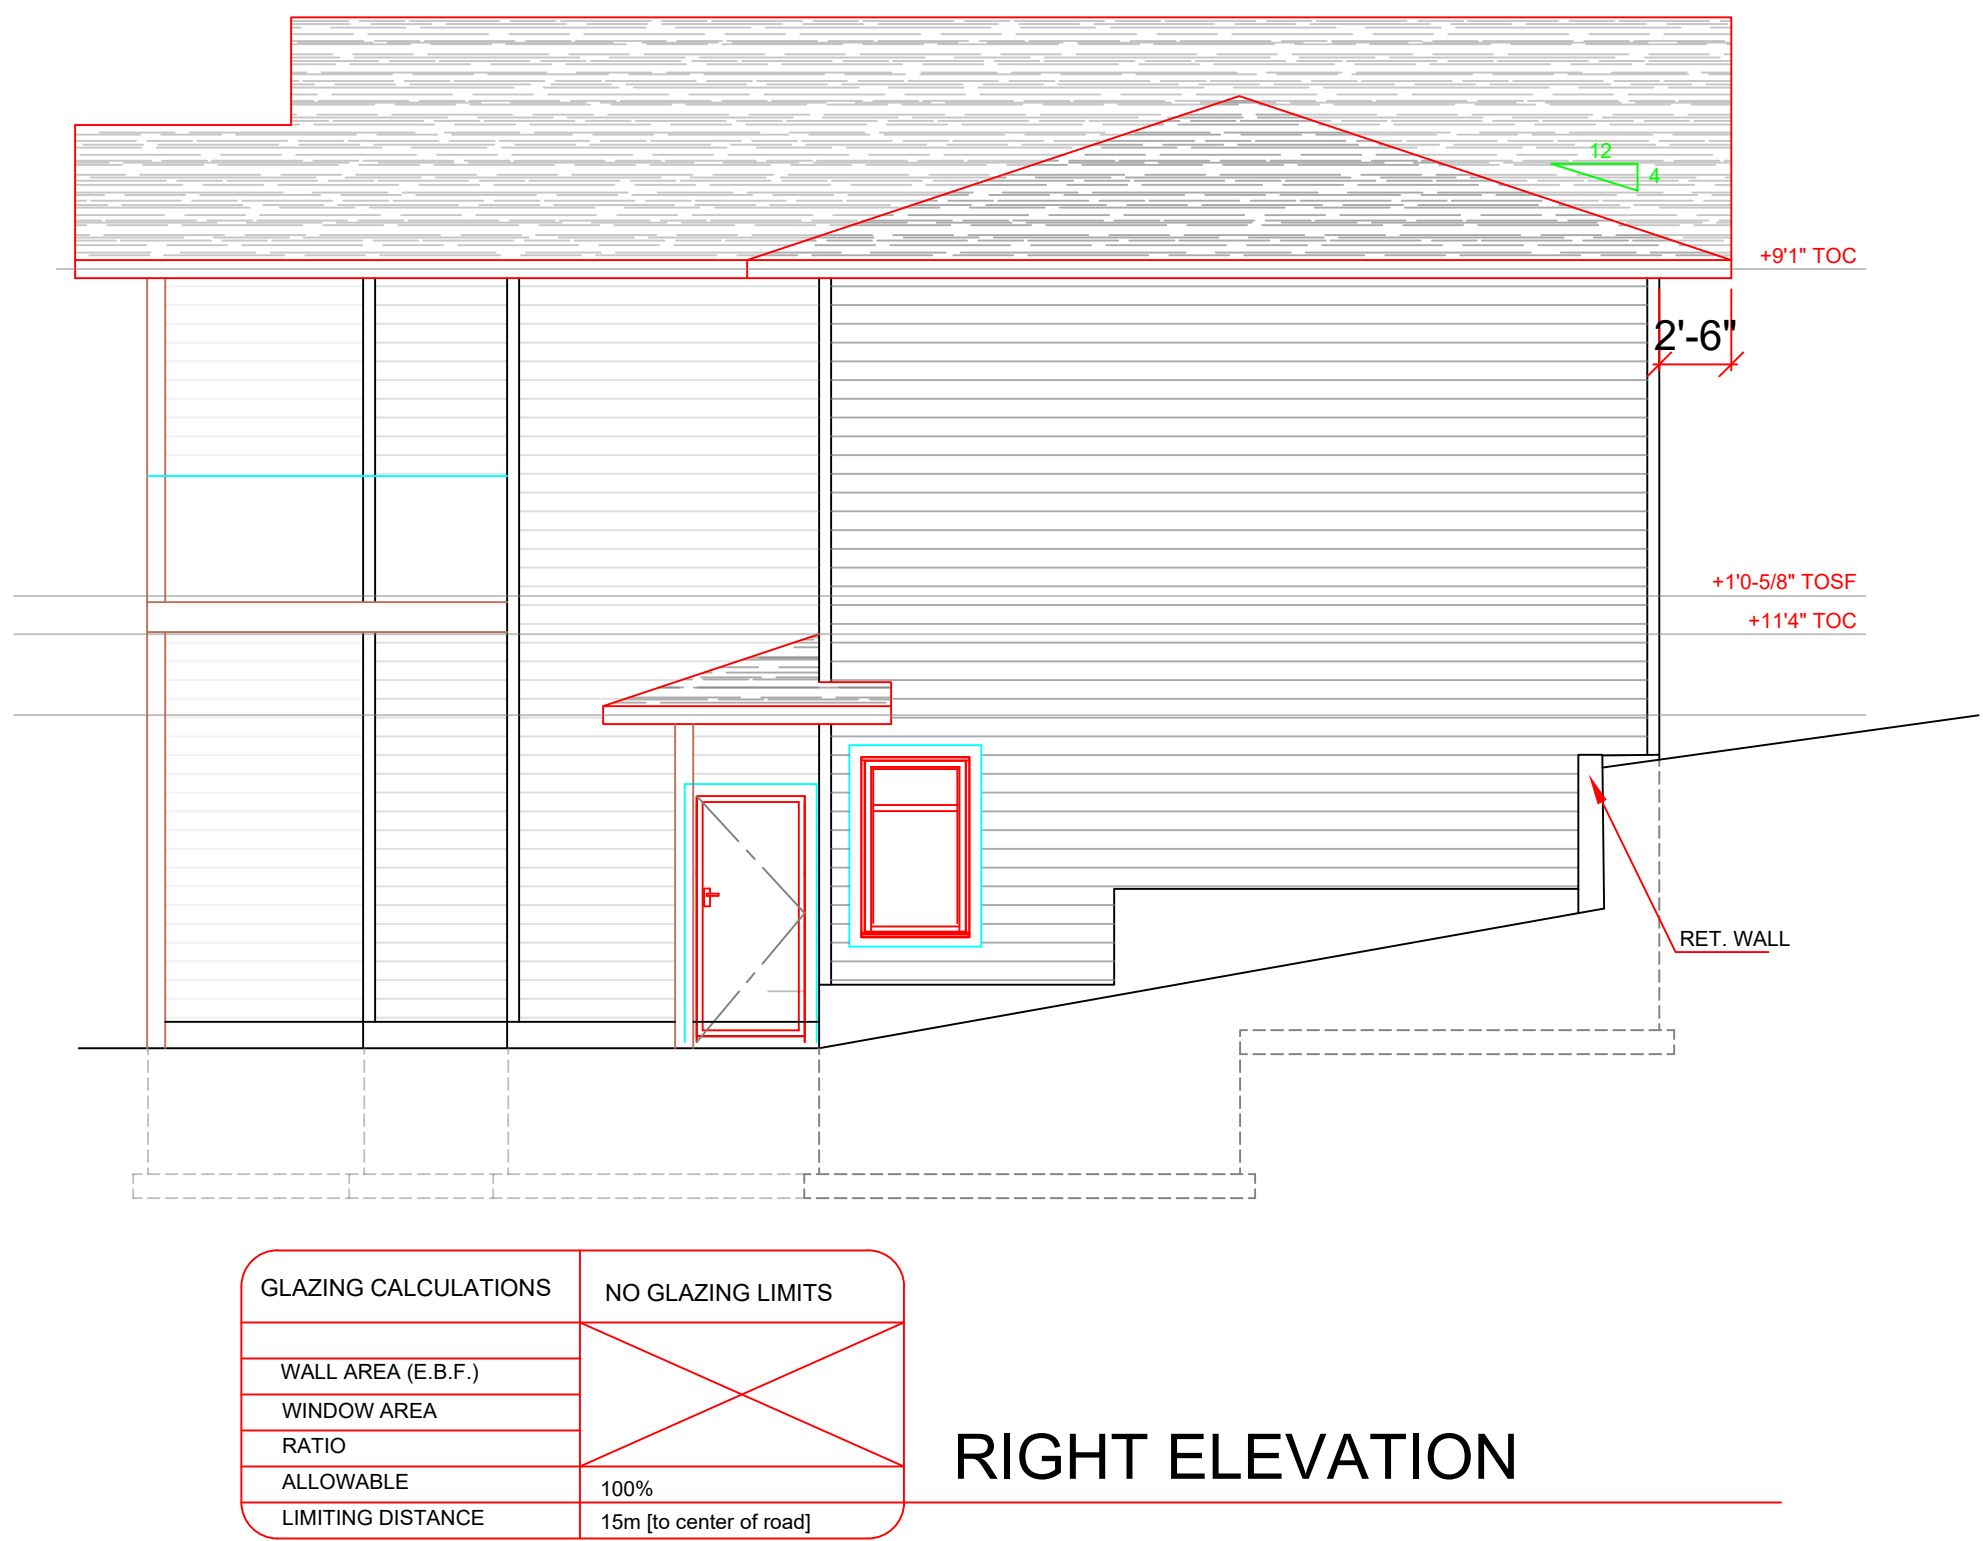 12
4
+9'1" TOC
2'-6"
+1'0-5/8" TOSF
+11'4" TOC
RET. WALL
GLAZING CALCULATIONS
NO GLAZING LIMITS
WALL AREA (E.B.F.)
WINDOW AREA
RATIO
ALLOWABLE
100%
LIMITING DISTANCE
15m [to center of road]
RIGHT ELEVATION